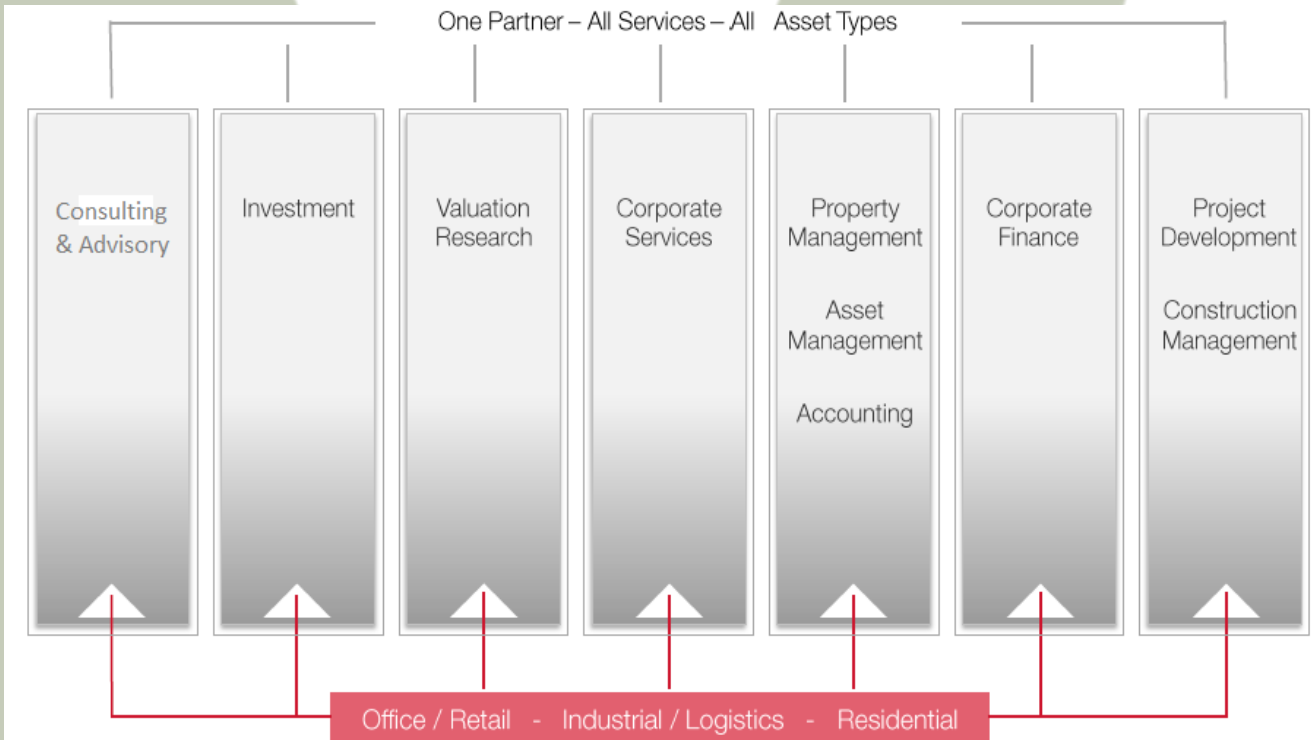 One Partner – All Services – All Asset Types
Consulting
& Advisory
Investment
Valuation
Research
Corporate
Services
Property
Management
Asset
Management
Accounting
Corporate
Finance
Project
Development
Construction
Management
Office / Retail - Industrial / Logistics - Residential